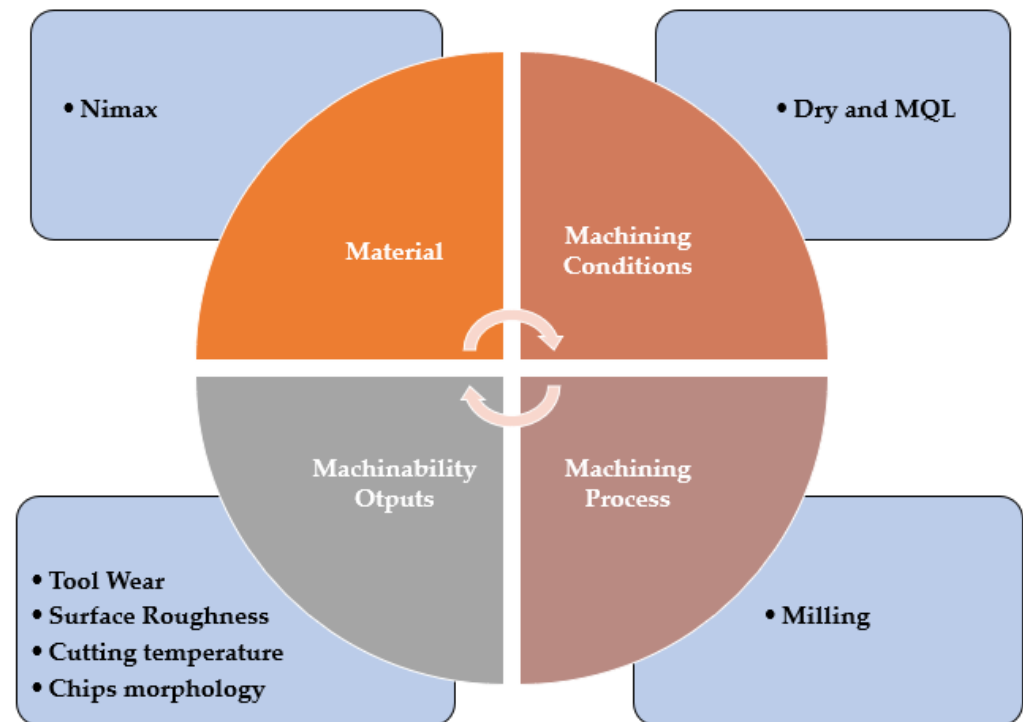 • Nimax
• Dry and MQL
Material
Machining
Conditions
Machinability
Otputs
Machining
Process
• Tool Wear
• Surface Roughness
• Cutting temperature
• Chips morphology
• Milling